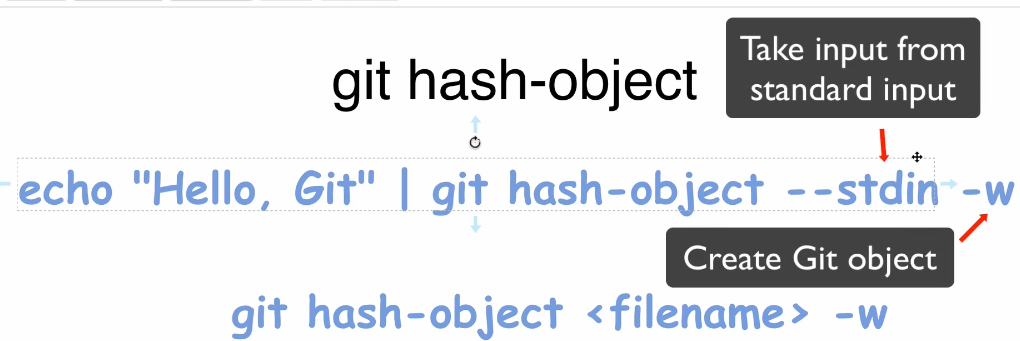 git hash-object
Take input from
standard input
echo "Hello, Git" | git hash-object --stdin -w
Create Git object
git hash-object <filename> -w